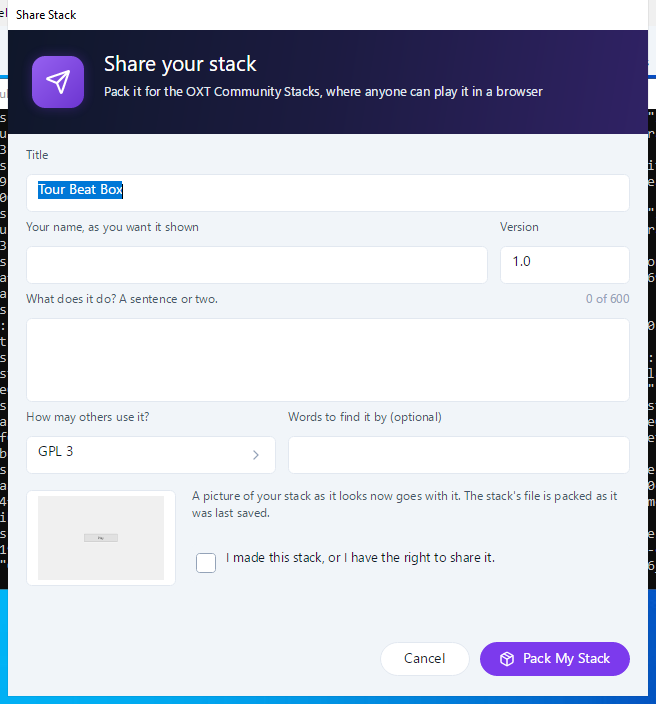 Share Stack
Share your stack
Pack it for the OXT Community Stacks, where anyone can play it in a browser
Title
Tour Beat Box
Your name, as you want it shown
Version
1.0
What does it do? A sentence or two.
0 of 600
How may others use it?
Words to find it by (optional)
GPL 3
A picture of your stack as it looks now goes with it. The stack's file is packed as it
was last saved.
I made this stack, or I have the right to share it.
Cancel
Pack My Stack